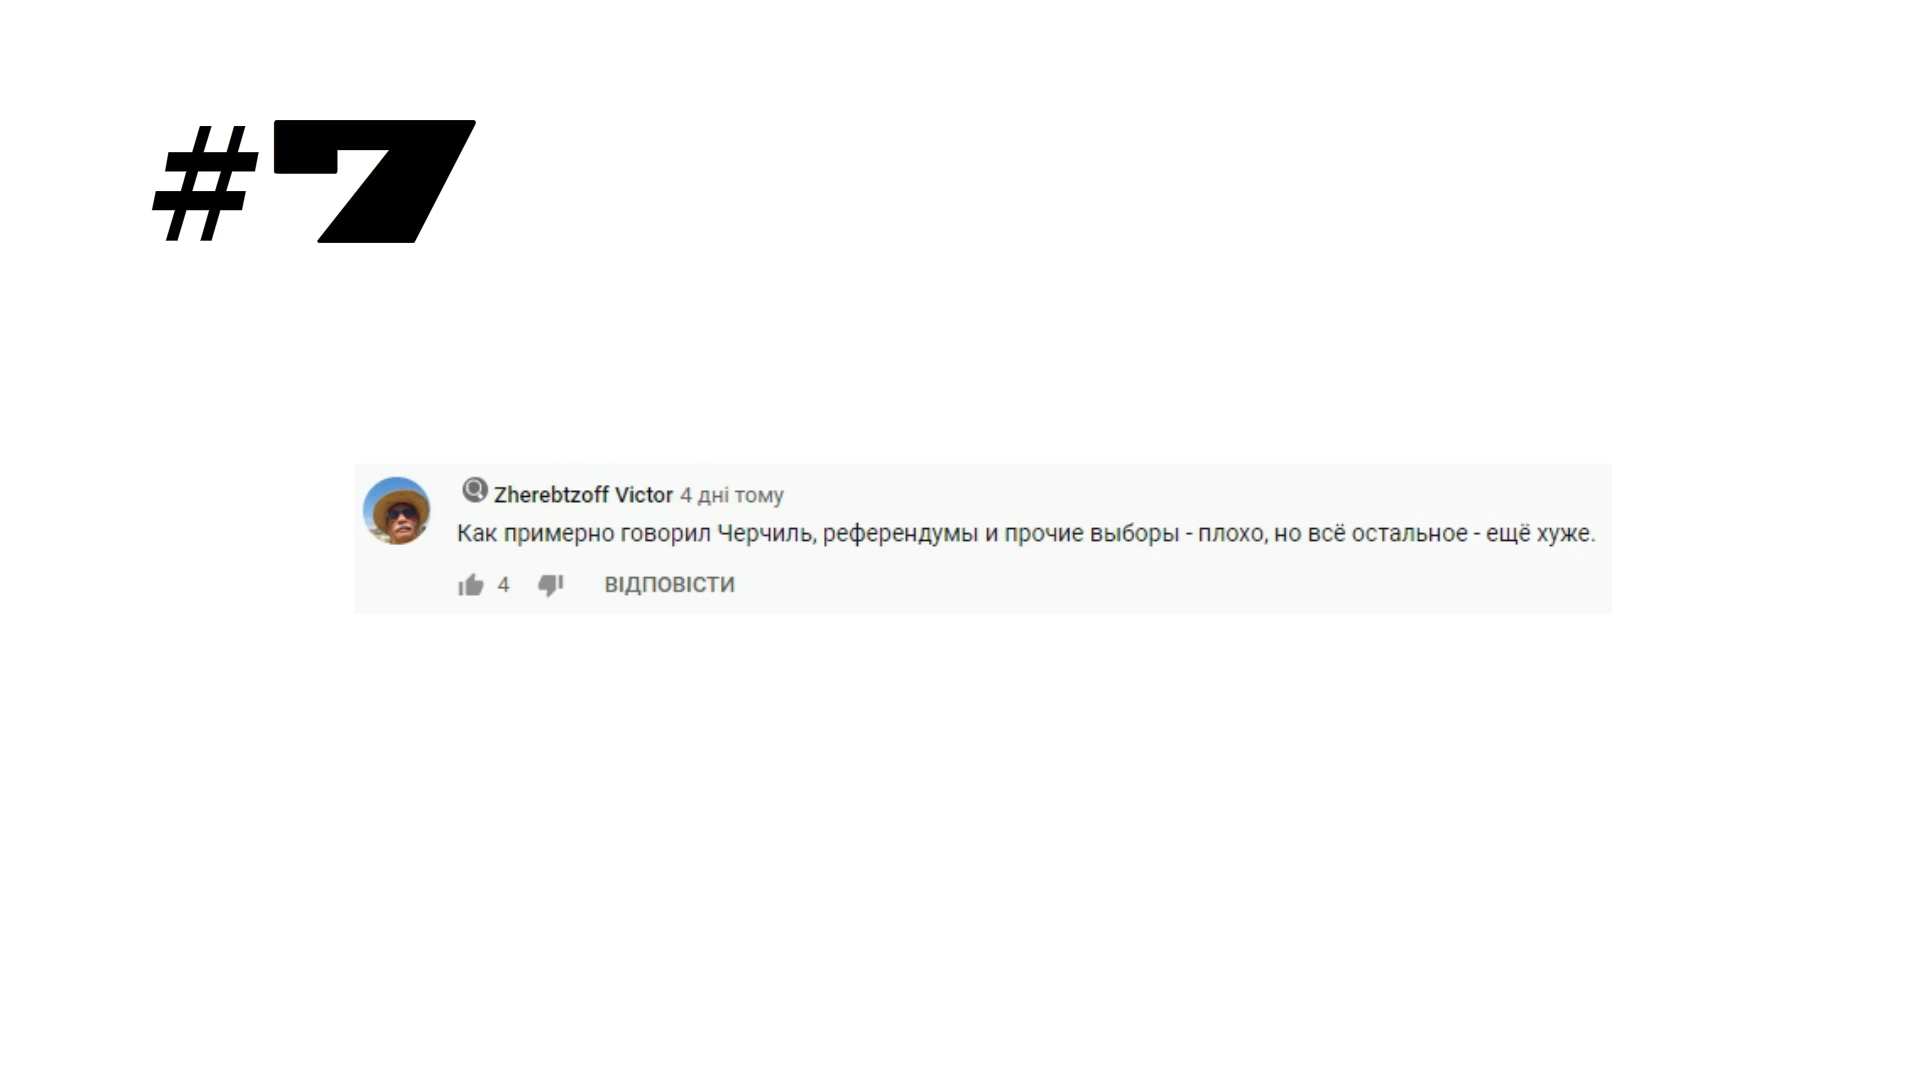 #7
Zherebtzoff Victor 4 дні тому
Как примерно говорил Черчиль, референдумы и прочие выборы - плохо, но всё остальное - ещё хуже.
4 ВІДПОВІСТИ